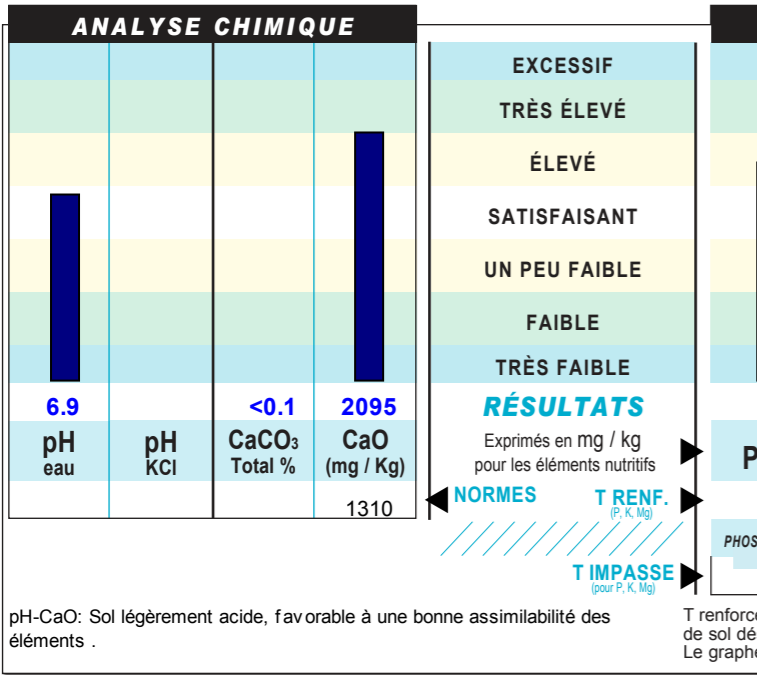 ANALYSE CHIMIQUE
EXCESSIF
TRÈS ÉLEVÉ
ÉLEVÉ
SATISFAISANT
UN PEU FAIBLE
FAIBLE
TRÈS FAIBLE
6.9 <0.1 2095 RÉSULTATS
pH eau
pH KCl
CaCO3 Total %
CaO (mg / Kg)
Exprimés en mg / kg
pour les éléments nutritifs
P
1310
NORMES T RENF.
(P, K, Mg)
PHOS
T IMPASSE
(pour P, K, Mg)
pH-CaO: Sol légèrement acide, favorable à une bonne assimilabilité des
éléments .
T renforce
de sol dés
Le graphe